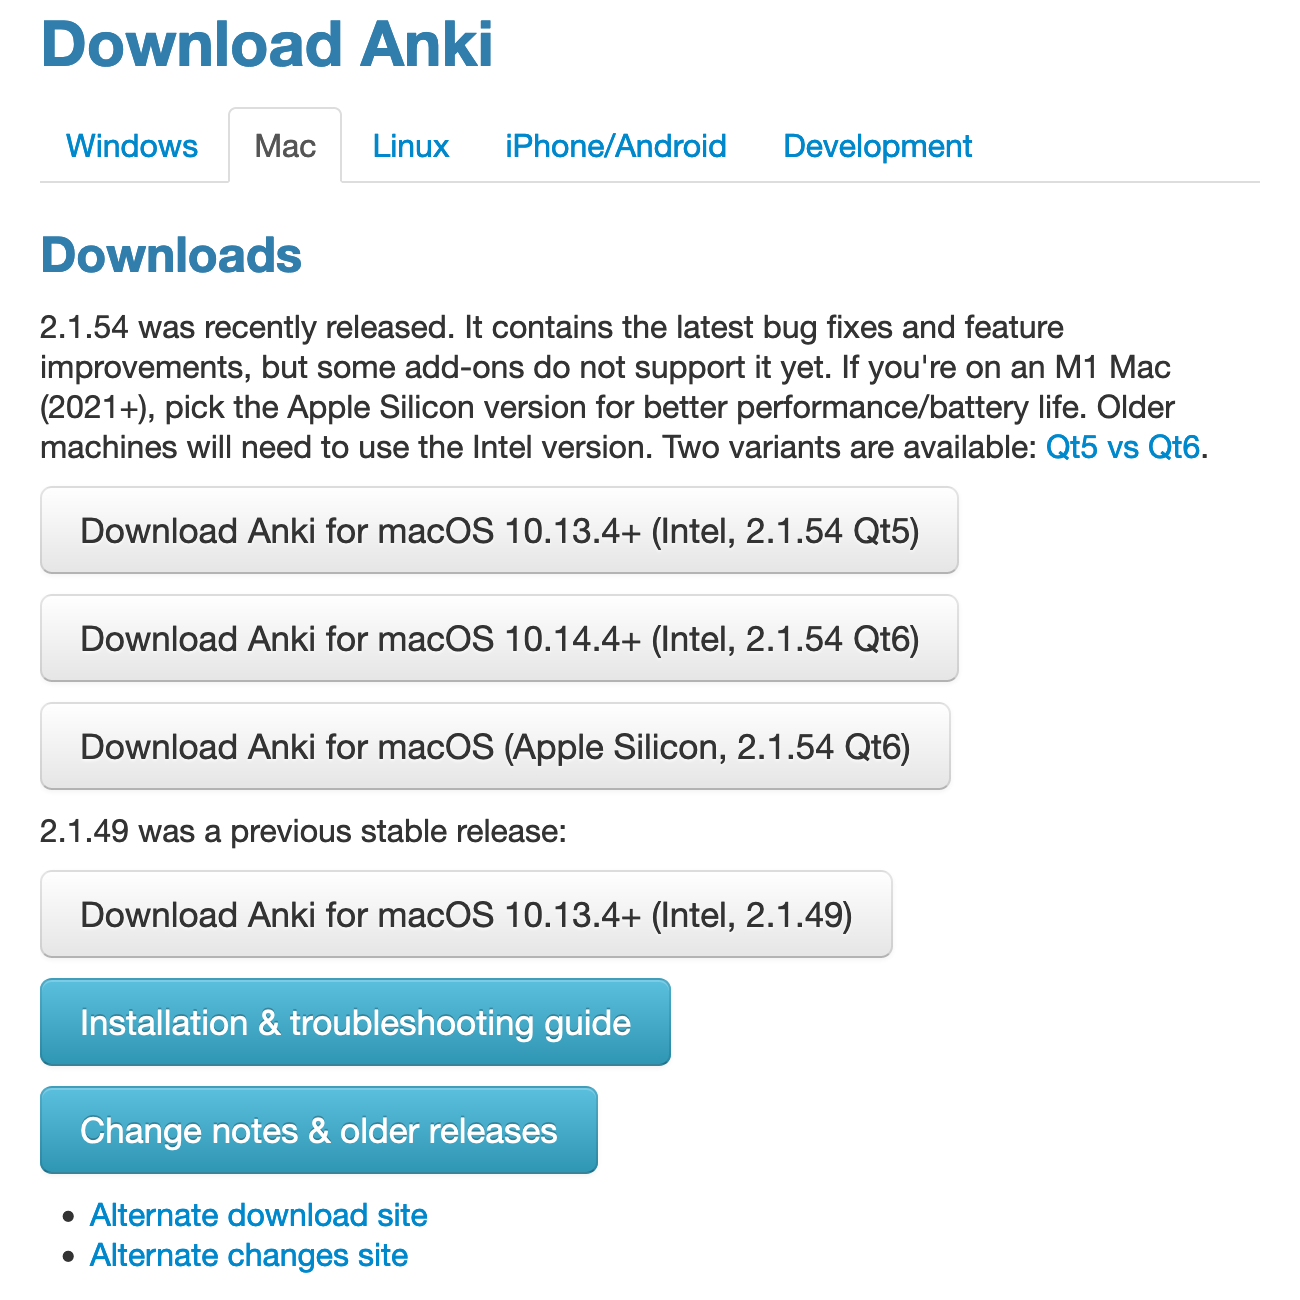 Download Anki
Windows
Mac
Linux
iPhone/Android
Development
Downloads
2.1.54 was recently released. It contains the latest bug fixes and feature
improvements, but some add-ons do not support it yet. If you're on an M1 Mac
(2021+), pick the Apple Silicon version for better performance/battery life. Older
machines will need to use the Intel version. Two variants are available: Qt5 vs Qt6.
Download Anki for macOS 10.13.4+ (Intel, 2.1.54 Qt5)
Download Anki for macOS 10.14.4+ (Intel, 2.1.54 Qt6)
Download Anki for macOS (Apple Silicon, 2.1.54 Qt6)
2.1.49 was a previous stable release:
Download Anki for macOS 10.13.4+ (Intel, 2.1.49)
Installation & troubleshooting guide
Change notes & older releases
• Alternate download site
• Alternate changes site